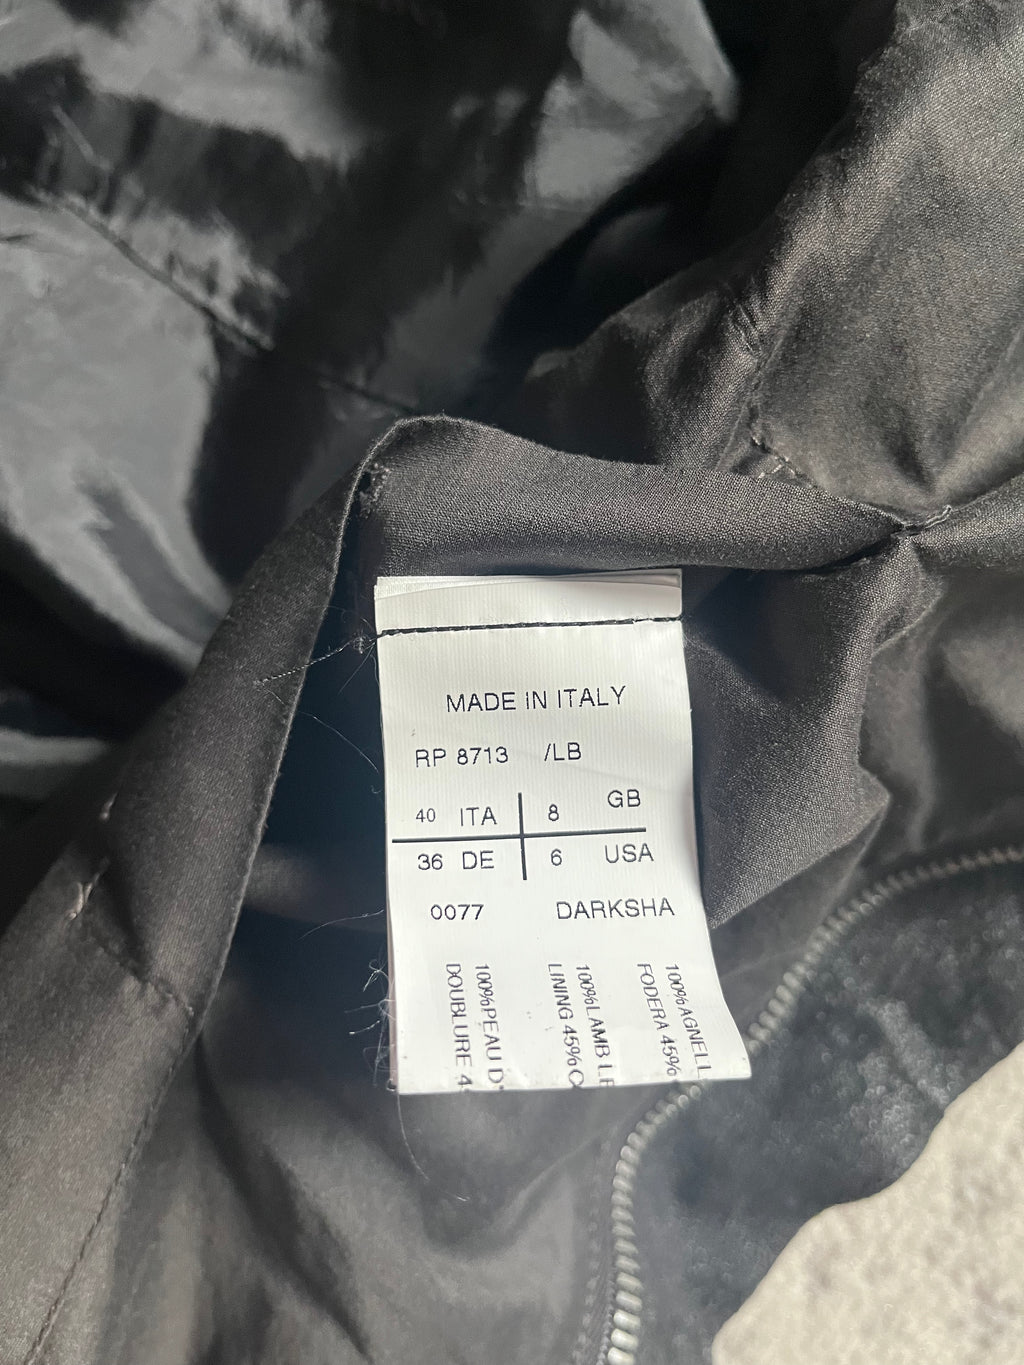 MADE IN ITALY
RP 8713 /LB
40 ITA 8 GB
36 DE 6 USA
0077 DARKSHA
100%AGNELL
FODERA 45%
100%LAMB LE
LINING 45%C
100%PEAU D'
DOUBLURE 4